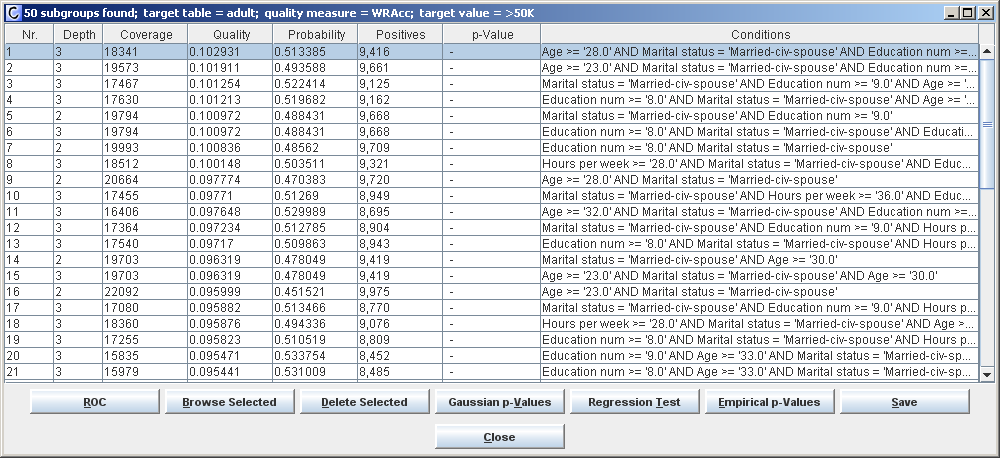 50 subgroups found; target table = adult; quality measure = WRAcc; target value = >50K
Nr. Depth Coverage Quality Probability Positives p-Value Conditions
1 3 18341 0.102931 0.513385 9,416 - Age >= '28.0' AND Marital status = 'Married-civ-spouse' AND Education num >=...
2 3 19573 0.101911 0.493588 9,661 - Age >= '23.0' AND Marital status = 'Married-civ-spouse' AND Education num >=...
3 3 17467 0.101254 0.522414 9,125 - Marital status = 'Married-civ-spouse' AND Education num >= '9.0' AND Age >= '...
4 3 17630 0.101213 0.519682 9,162 - Education num >= '8.0' AND Marital status = 'Married-civ-spouse' AND Age >= '...
5 2 19794 0.100972 0.488431 9,668 - Marital status = 'Married-civ-spouse' AND Education num >= '9.0'
6 3 19794 0.100972 0.488431 9,668 - Education num >= '8.0' AND Marital status = 'Married-civ-spouse' AND Educati...
7 2 19993 0.100836 0.48562 9,709 - Education num >= '8.0' AND Marital status = 'Married-civ-spouse'
8 3 18512 0.100148 0.503511 9,321 - Hours per week >= '28.0' AND Marital status = 'Married-civ-spouse' AND Educ...
9 2 20664 0.097774 0.470383 9,720 - Age >= '28.0' AND Marital status = 'Married-civ-spouse'
10 3 17455 0.09771 0.51269 8,949 - Marital status = 'Married-civ-spouse' AND Hours per week >= '36.0' AND Educ...
11 3 16406 0.097648 0.529989 8,695 - Age >= '32.0' AND Marital status = 'Married-civ-spouse' AND Education num >=...
12 3 17364 0.097234 0.512785 8,904 - Marital status = 'Married-civ-spouse' AND Education num >= '9.0' AND Hours p...
13 3 17540 0.09717 0.509863 8,943 - Education num >= '8.0' AND Marital status = 'Married-civ-spouse' AND Hours p...
14 2 19703 0.096319 0.478049 9,419 - Marital status = 'Married-civ-spouse' AND Age >= '30.0'
15 3 19703 0.096319 0.478049 9,419 - Age >= '23.0' AND Marital status = 'Married-civ-spouse' AND Age >= '30.0'
16 2 22092 0.095999 0.451521 9,975 - Age >= '23.0' AND Marital status = 'Married-civ-spouse'
17 3 17080 0.095882 0.513466 8,770 - Marital status = 'Married-civ-spouse' AND Education num >= '9.0' AND Hours p...
18 3 18360 0.095876 0.494336 9,076 - Hours per week >= '28.0' AND Marital status = 'Married-civ-spouse' AND Age >...
19 3 17255 0.095823 0.510519 8,809 - Education num >= '8.0' AND Marital status = 'Married-civ-spouse' AND Hours p...
20 3 15835 0.095471 0.533754 8,452 - Education num >= '9.0' AND Age >= '33.0' AND Marital status = 'Married-civ-sp...
21 3 15979 0.095441 0.531009 8,485 - Education num >= '8.0' AND Age >= '33.0' AND Marital status = 'Married-civ-sp...
ROC Browse Selected Delete Selected Gaussian p-Values Regression Test Empirical p-Values Save
Close